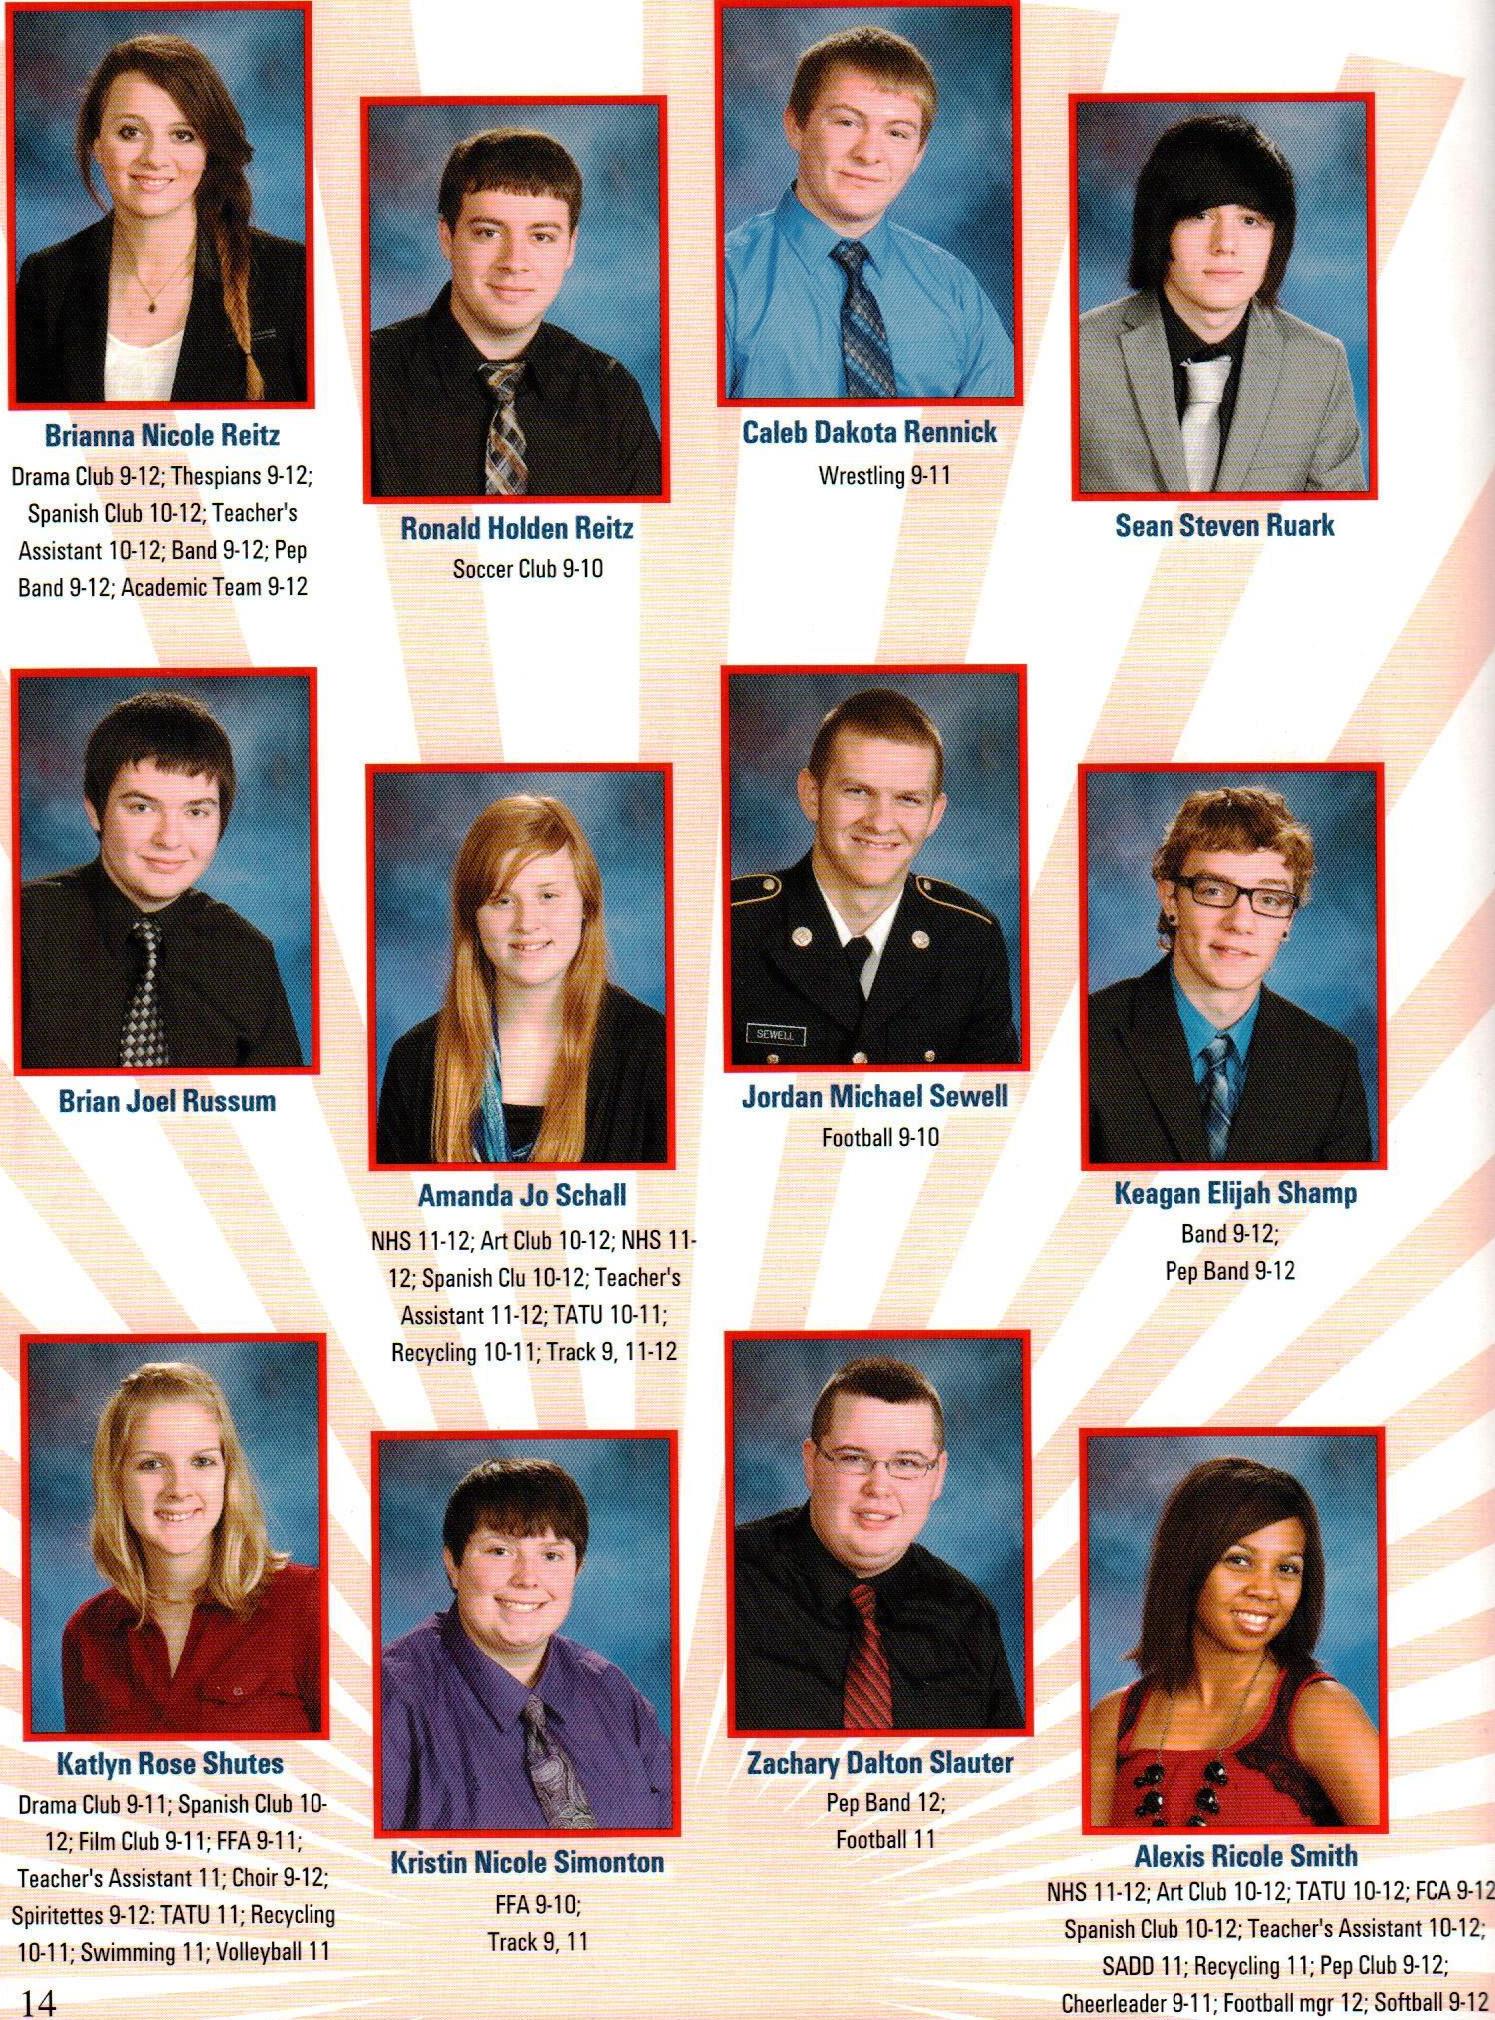 Brianna Nicole Reitz
Drama Club 9-12; Thespians 9-12;
Spanish Club 10-12; Teacher's
Assistant 10-12; Band 9-12; Pep
Band 9-12; Academic Team 9-12
Ronald Holden Reitz
Soccer Club 9-10
Caleb Dakota Rennick
Wrestling 9-11
Sean Steven Ruark
Brian Joel Russum
Amanda Jo Schall
NHS 11-12; Art Club 10-12; NHS 11-
12; Spanish Clu 10-12; Teacher's
Assistant 11-12; TATU 10-11;
Recycling 10-11; Track 9, 11-12
SEWELL
Jordan Michael Sewell
Football 9-10
Keagan Elijah Shamp
Band 9-12;
Pep Band 9-12
Katlyn Rose Shutes
Drama Club 9-11; Spanish Club 10-
12; Film Club 9-11; FFA 9-11;
Teacher's Assistant 11; Choir 9-12;
Spiritettes 9-12: TATU 11; Recycling
10-11; Swimming 11; Volleyball 11
Kristin Nicole Simonton
FFA 9-10;
Track 9, 11
Zachary Dalton Slauter
Pep Band 12;
Football 11
Alexis Ricole Smith
NHS 11-12; Art Club 10-12; TATU 10-12; FCA 9-12
Spanish Club 10-12; Teacher's Assistant 10-12;
SADD 11; Recycling 11; Pep Club 9-12;
Cheerleader 9-11; Football mgr 12; Softball 9-12
14